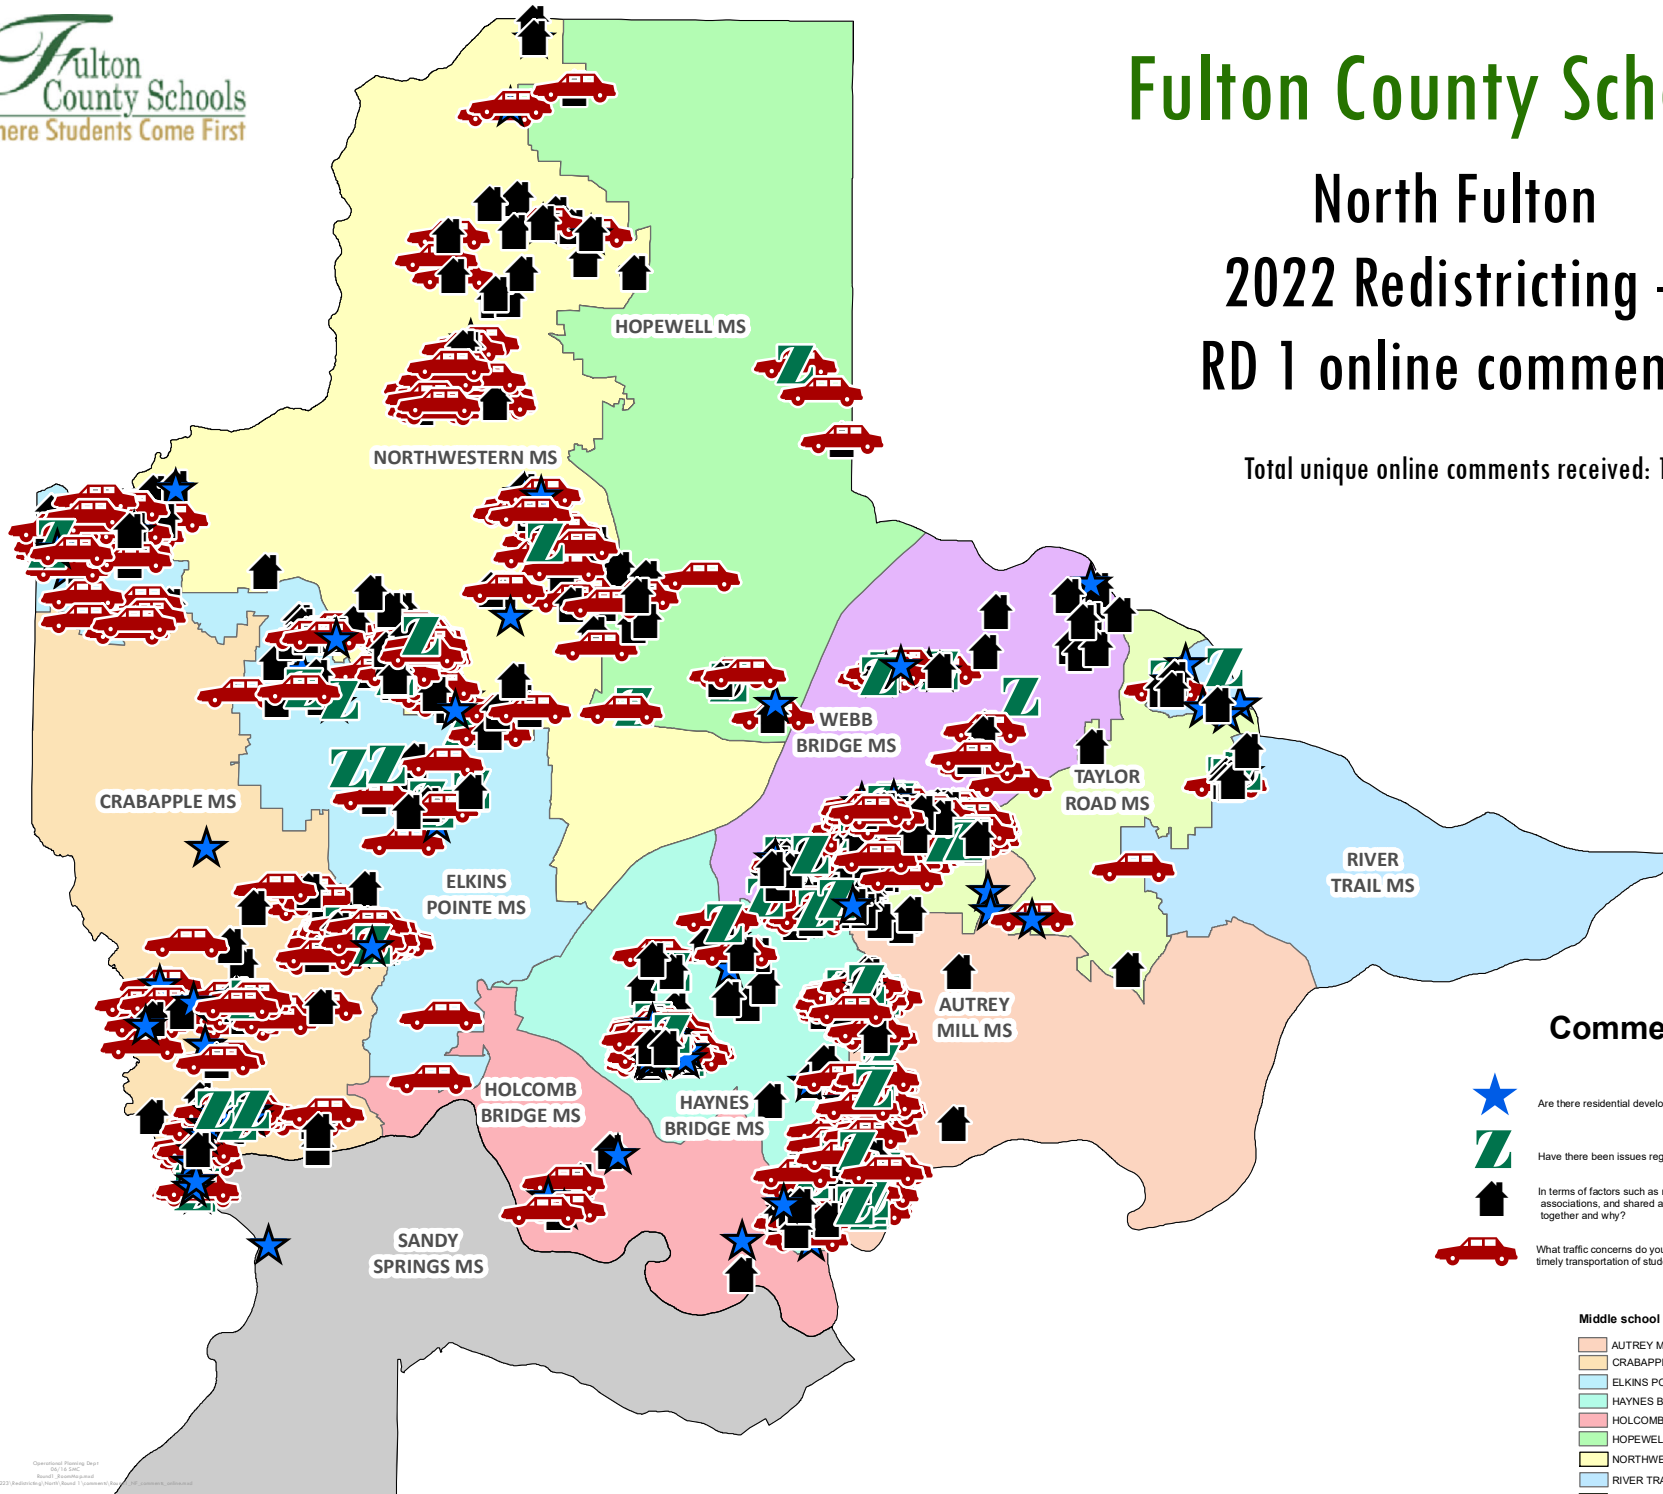 Fulton
County Schools
here Students Come First
Fulton County Sch
North Fulton
2022 Redistricting -
RD 1 online commen
Total unique online comments received: 1
HOPEWELL MS
NORTHWESTERN MS
WEBB
BRIDGE MS
TAYLOR
ROAD MS
CRABAPPLE MS
RIVER
TRAIL MS
ELKINS
POINTE MS
AUTREY
MILL MS
HOLCOMB
BRIDGE MS
HAYNES
BRIDGE MS
SANDY
SPRINGS MS
Comme
Are there residential develo
Have there been issues reg
In terms of factors such as
associations, and shared a
together and why?
What traffic concerns do you
timely transportation of stud
Middle school
AUTREY M
CRABAPPL
ELKINS PO
HAYNES B
HOLCOMB
HOPEWEL
NORTHWE
RIVER TRA
Operational Planning Dept